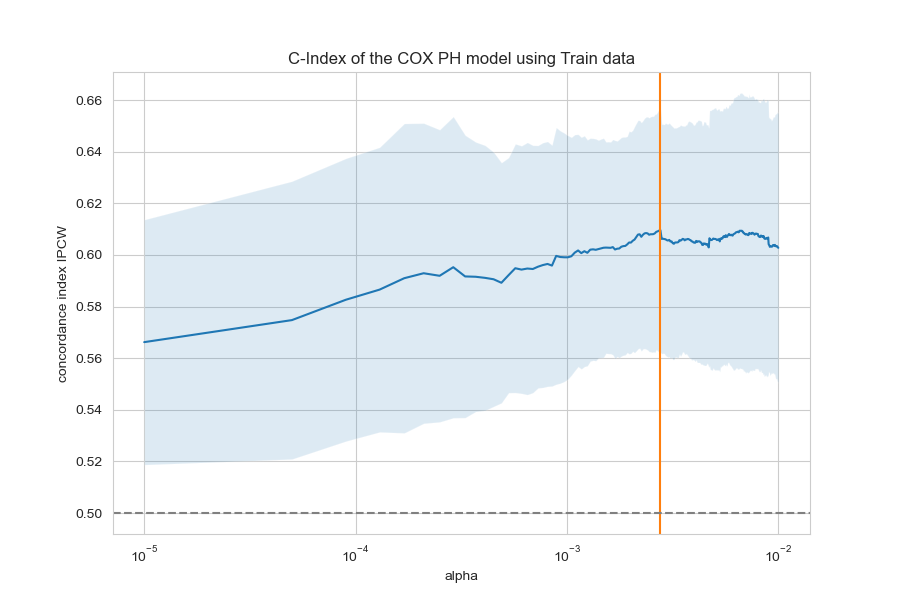 C-Index of the COX PH model using Train data
concordance index IPCW
0.66
0.64
0.62
0.60
0.58
0.56
0.54
0.52
0.50
10⁻⁵ 10⁻⁴ 10⁻³ 10⁻²
alpha